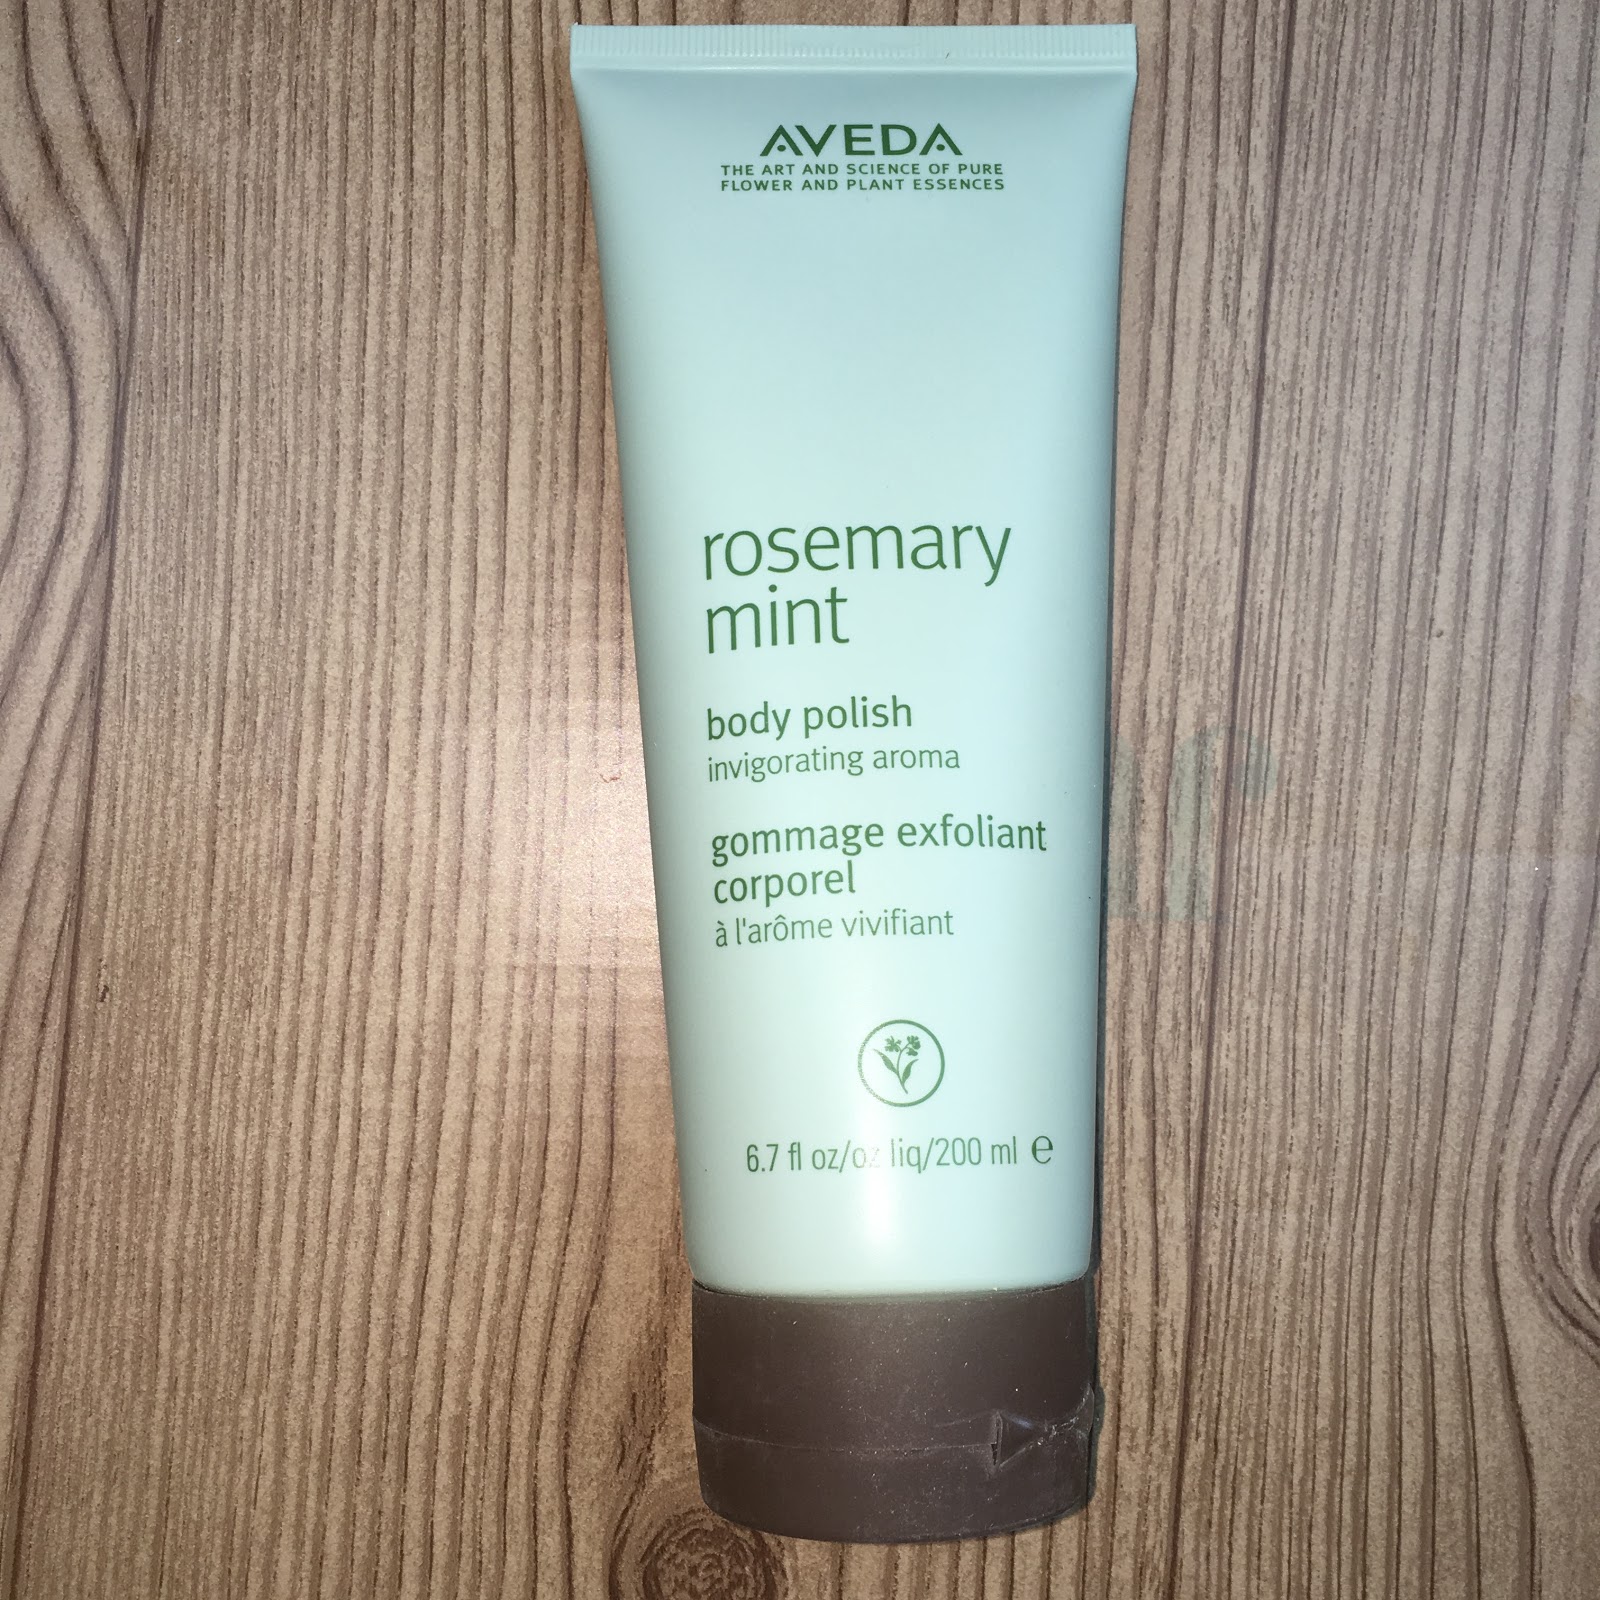 AVEDA
THE ART AND SCIENCE OF PURE
FLOWER AND PLANT ESSENCES
rosemary
mint
body polish
invigorating aroma
gommage exfoliant
corporel
à l'arôme vivifiant
6.7 fl oz/oz liq/200 ml e